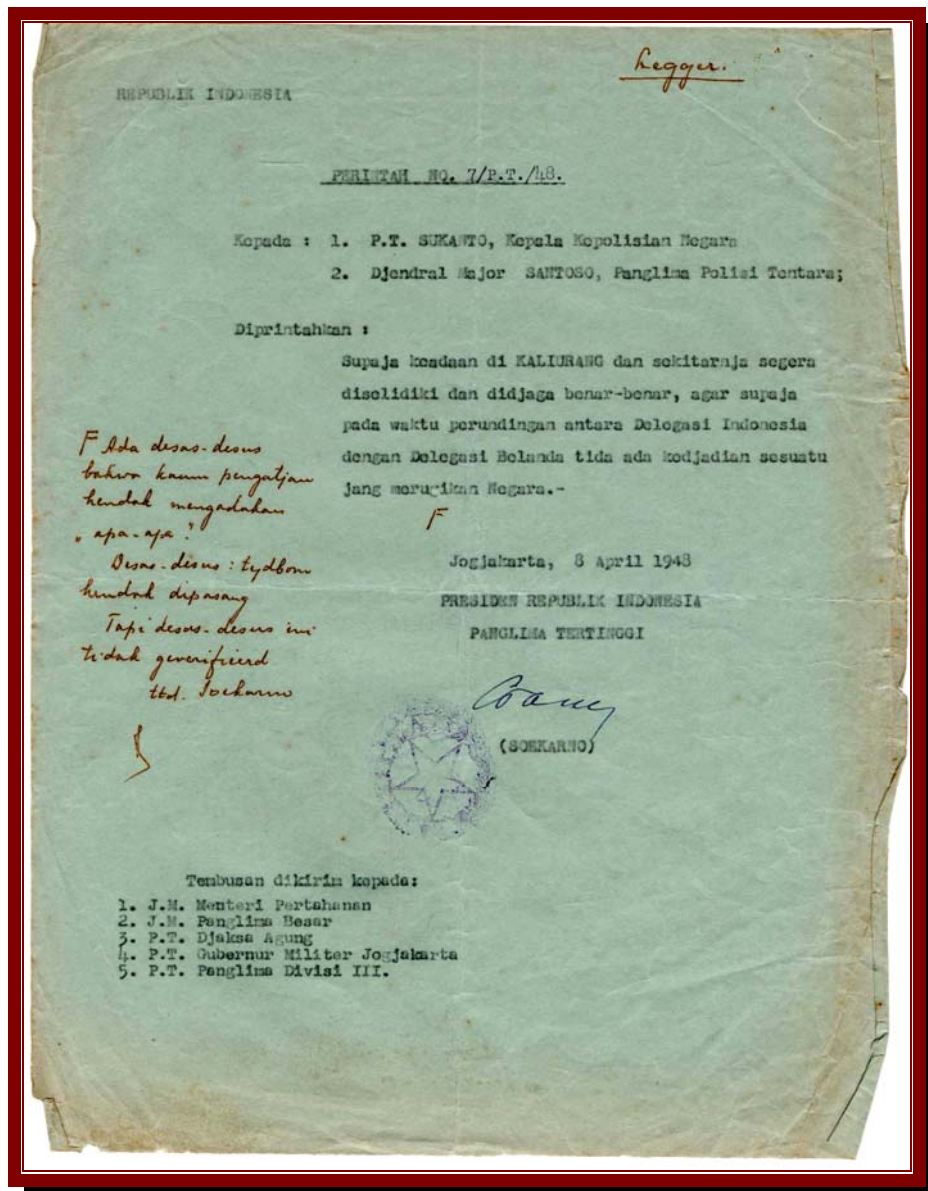 Legger.
REPUBLIK INDONESIA
PERINTAH NO. 7/P.T./48.
Kepada : 1. P.T. SUKANTO, Kepala Kepolisian Negara
2. Djendral Major SANTOSO, Panglima Polisi Tentara;
Diprintahkan :
Supaja keadaan di KALIURANG dan sekitarnja segera
diselidiki dan didjaga benar-benar, agar supaja
pada waktu perundingan antara Delegasi Indonesia
dengan Delegasi Belanda tida ada kedjadian sesuatu
jang merugikan Negara.-
F
F Ada desas-desus
bahwa kaum pengatjau
hendak mengadakan
„apa-apa".
Desas-desus : tydbom
hendak dipasang
Tapi desas-desus ini
tidak geverifieerd
ttd. Soekarno
Jogjakarta, 8 April 1948
PRESIDEN REPUBLIK INDONESIA
PANGLIMA TERTINGGI
(SOEKARNO)
Tembusan dikirim kepada:
1. J.M. Menteri Pertahanan
2. J.M. Panglima Besar
3. P.T. Djaksa Agung
4. P.T. Gubernur Militer Jogjakarta
5. P.T. Panglima Divisi III.